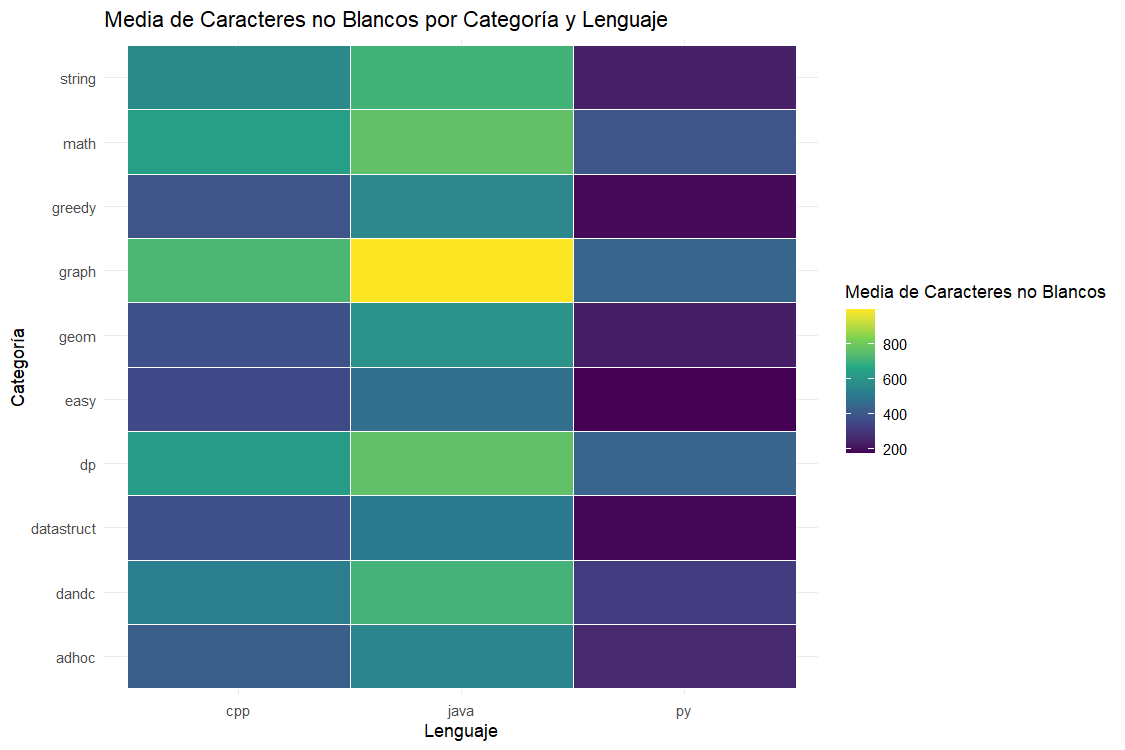 Media de Caracteres no Blancos por Categoría y Lenguaje
string
math
greedy
graph
geom
easy
dp
datastruct
dandc
adhoc
Categoría
cpp java py
Lenguaje
Media de Caracteres no Blancos
800
600
400
200